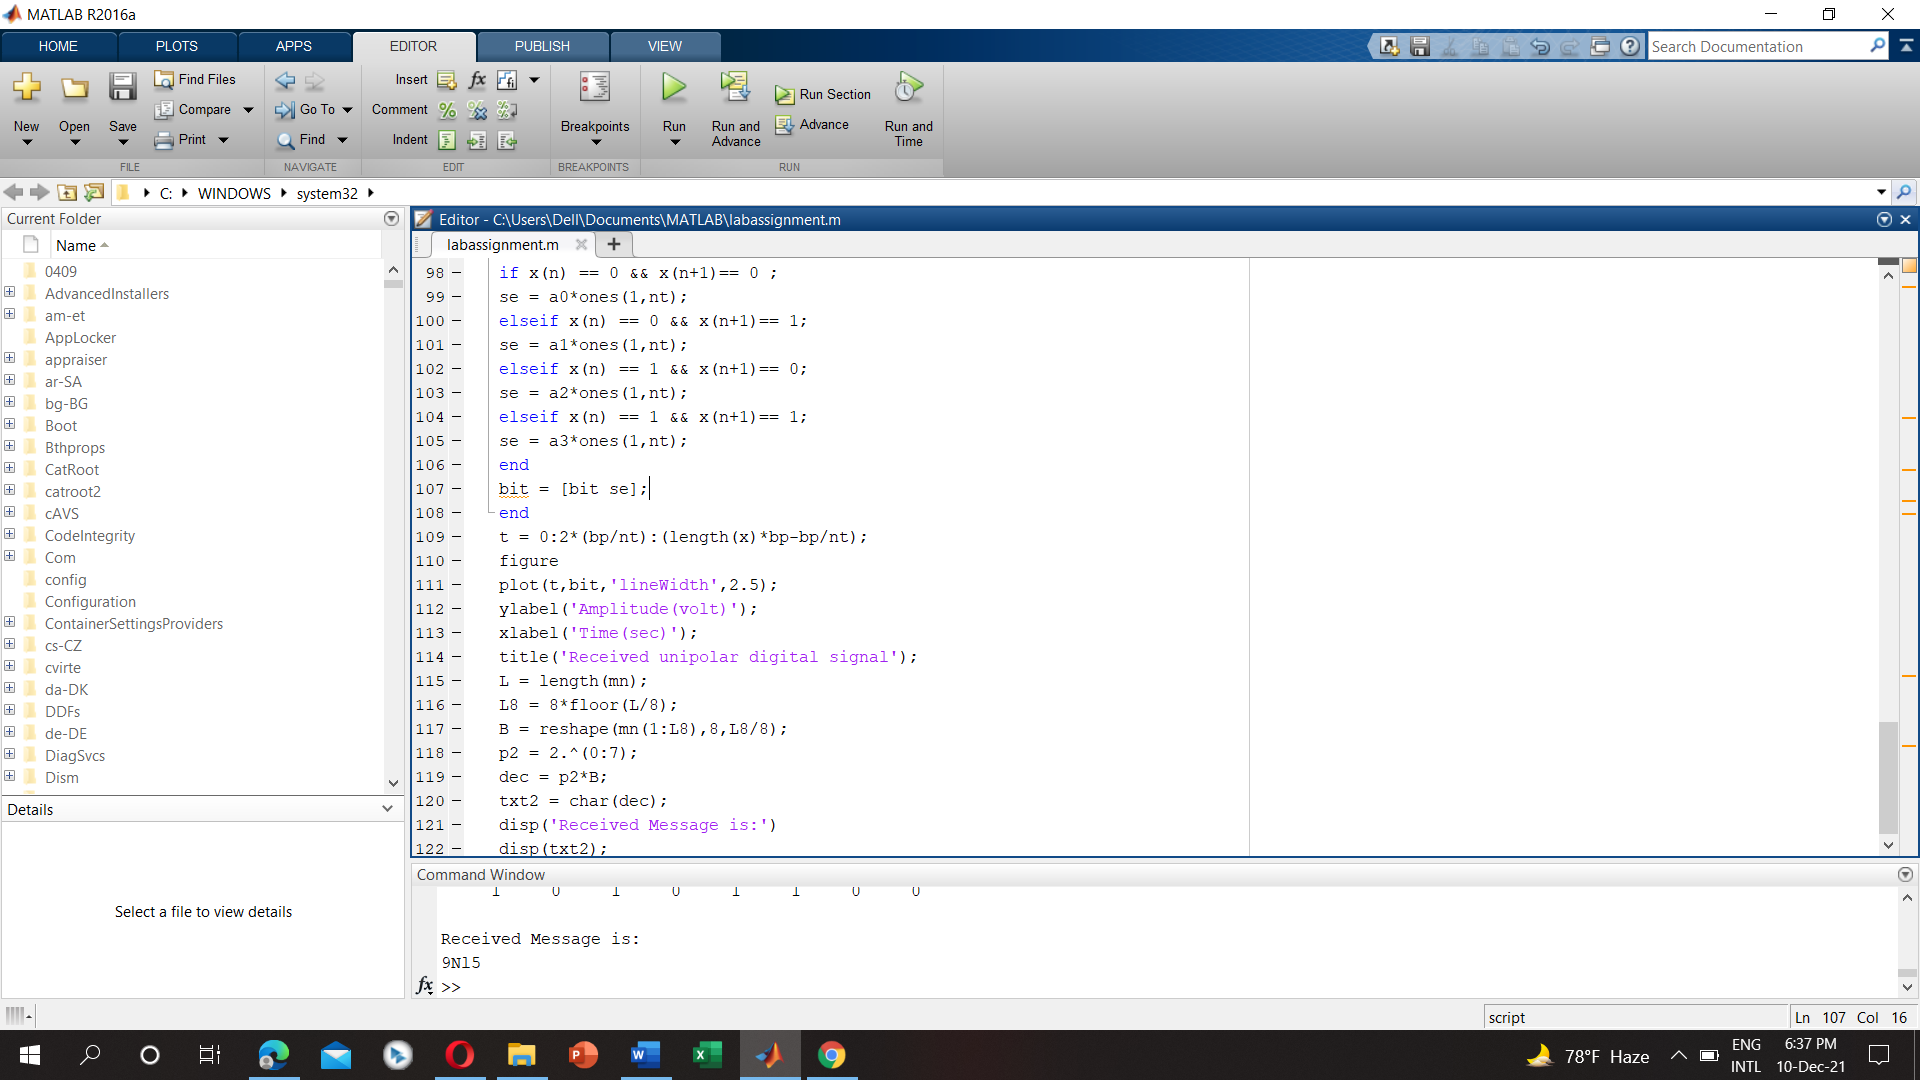 MATLAB R2016a
HOME PLOTS APPS EDITOR PUBLISH VIEW
Search Documentation
New Open Save Find Files Compare Print
FILE
Go To Find
NAVIGATE
Insert fx
Comment
Indent
EDIT
Breakpoints
BREAKPOINTS
Run Run and Advance Run Section Advance Run and Time
RUN
C: WINDOWS system32
Current Folder
Name
0409
AdvancedInstallers
am-et
AppLocker
appraiser
ar-SA
bg-BG
Boot
Bthprops
CatRoot
catroot2
cAVS
CodeIntegrity
Com
config
Configuration
ContainerSettingsProviders
cs-CZ
cvirte
da-DK
DDFs
de-DE
DiagSvcs
Dism
Details
Select a file to view details
Editor - C:\Users\Dell\Documents\MATLAB\labassignment.m
labassignment.m
98 – if x(n) == 0 && x(n+1)== 0 ;
99 – se = a0*ones(1,nt);
100 – elseif x(n) == 0 && x(n+1)== 1;
101 – se = a1*ones(1,nt);
102 – elseif x(n) == 1 && x(n+1)== 0;
103 – se = a2*ones(1,nt);
104 – elseif x(n) == 1 && x(n+1)== 1;
105 – se = a3*ones(1,nt);
106 – end
107 – bit = [bit se];
108 – end
109 – t = 0:2*(bp/nt):(length(x)*bp-bp/nt);
110 – figure
111 – plot(t,bit,'lineWidth',2.5);
112 – ylabel('Amplitude(volt)');
113 – xlabel('Time(sec)');
114 – title('Received unipolar digital signal');
115 – L = length(mn);
116 – L8 = 8*floor(L/8);
117 – B = reshape(mn(1:L8),8,L8/8);
118 – p2 = 2.^(0:7);
119 – dec = p2*B;
120 – txt2 = char(dec);
121 – disp('Received Message is:')
122 – disp(txt2);
Command Window
1 0 1 0 1 1 0 0
Received Message is:
9Nl5
fx >>
script
Ln 107 Col 16
78°F Haze
ENG
INTL
6:37 PM
10-Dec-21